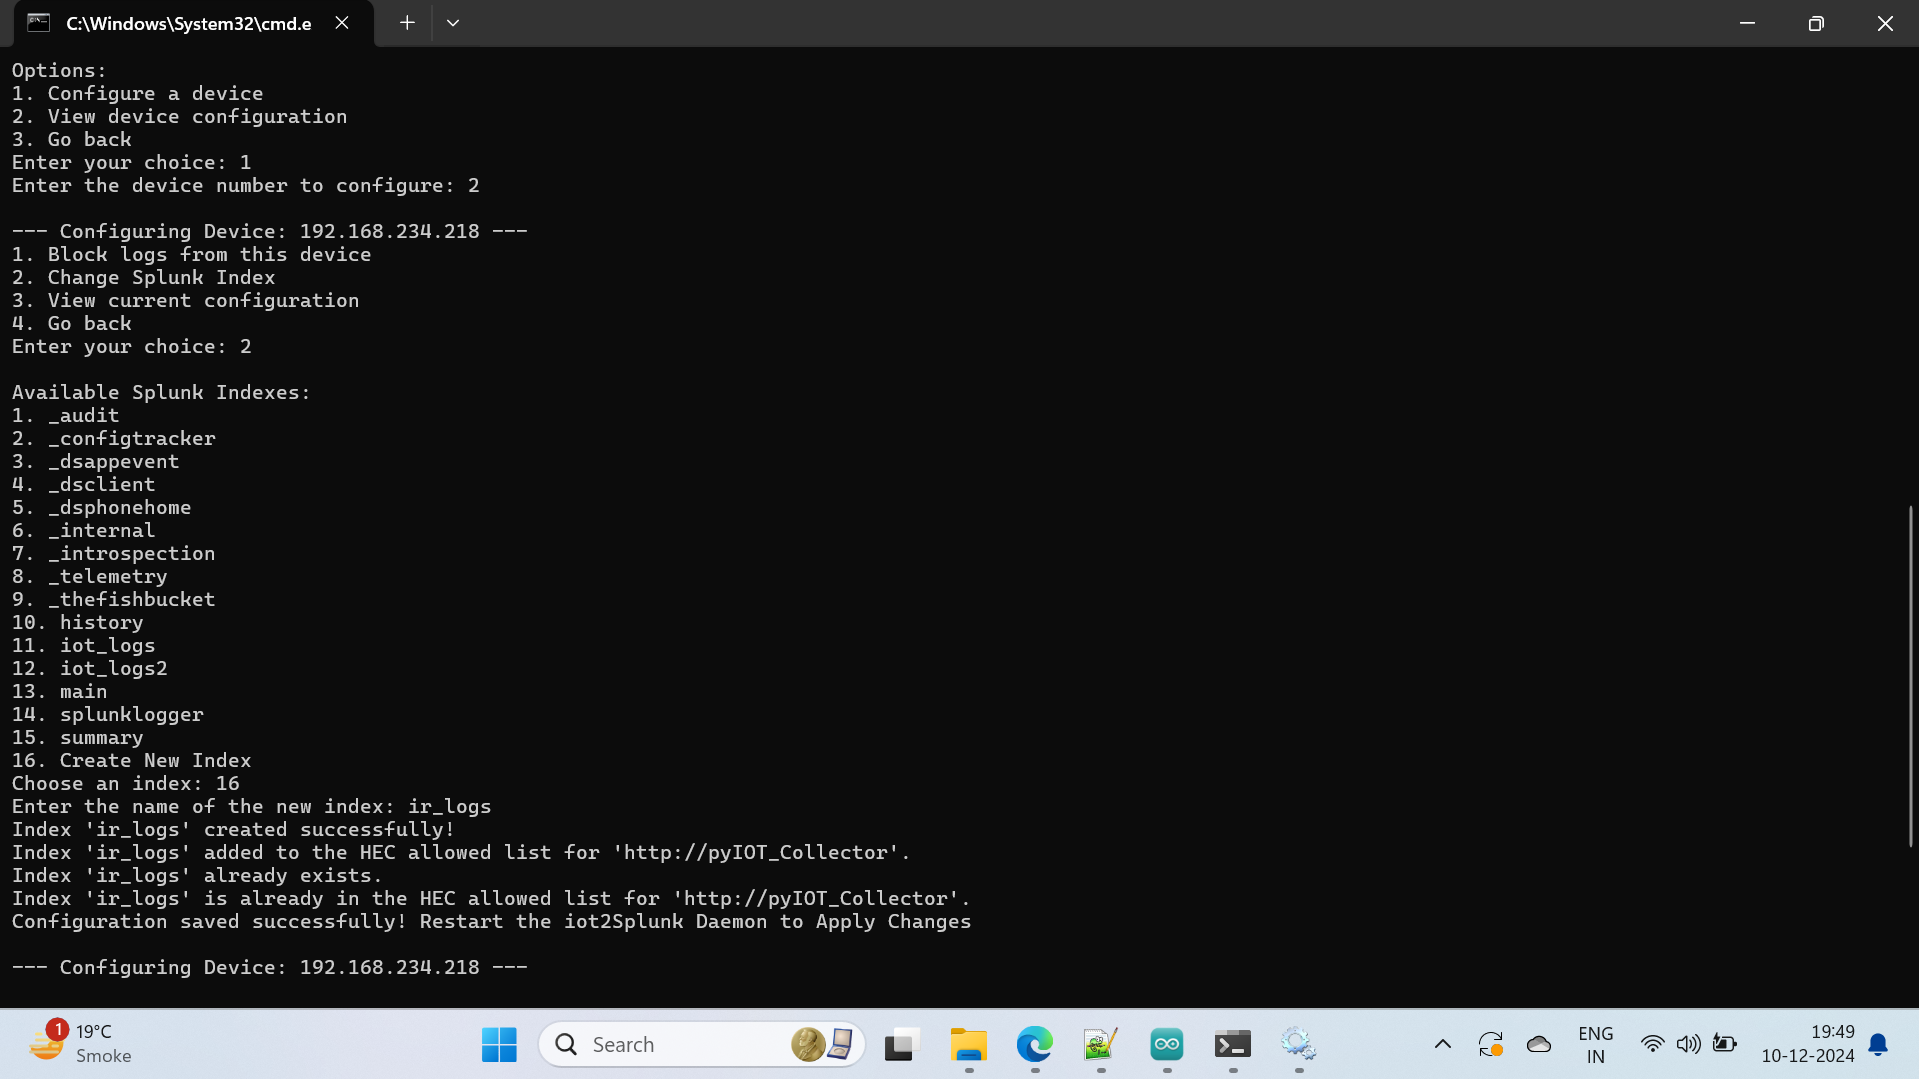 C:\Windows\System32\cmd.e
Options:
1. Configure a device
2. View device configuration
3. Go back
Enter your choice: 1
Enter the device number to configure: 2
--- Configuring Device: 192.168.234.218 ---
1. Block logs from this device
2. Change Splunk Index
3. View current configuration
4. Go back
Enter your choice: 2
Available Splunk Indexes:
1. _audit
2. _configtracker
3. _dsappevent
4. _dsclient
5. _dsphonehome
6. _internal
7. _introspection
8. _telemetry
9. _thefishbucket
10. history
11. iot_logs
12. iot_logs2
13. main
14. splunklogger
15. summary
16. Create New Index
Choose an index: 16
Enter the name of the new index: ir_logs
Index 'ir_logs' created successfully!
Index 'ir_logs' added to the HEC allowed list for 'http://pyIOT_Collector'.
Index 'ir_logs' already exists.
Index 'ir_logs' is already in the HEC allowed list for 'http://pyIOT_Collector'.
Configuration saved successfully! Restart the iot2Splunk Daemon to Apply Changes
--- Configuring Device: 192.168.234.218 ---
1
19°C
Smoke
Search
ENG
IN
19:49
10-12-2024